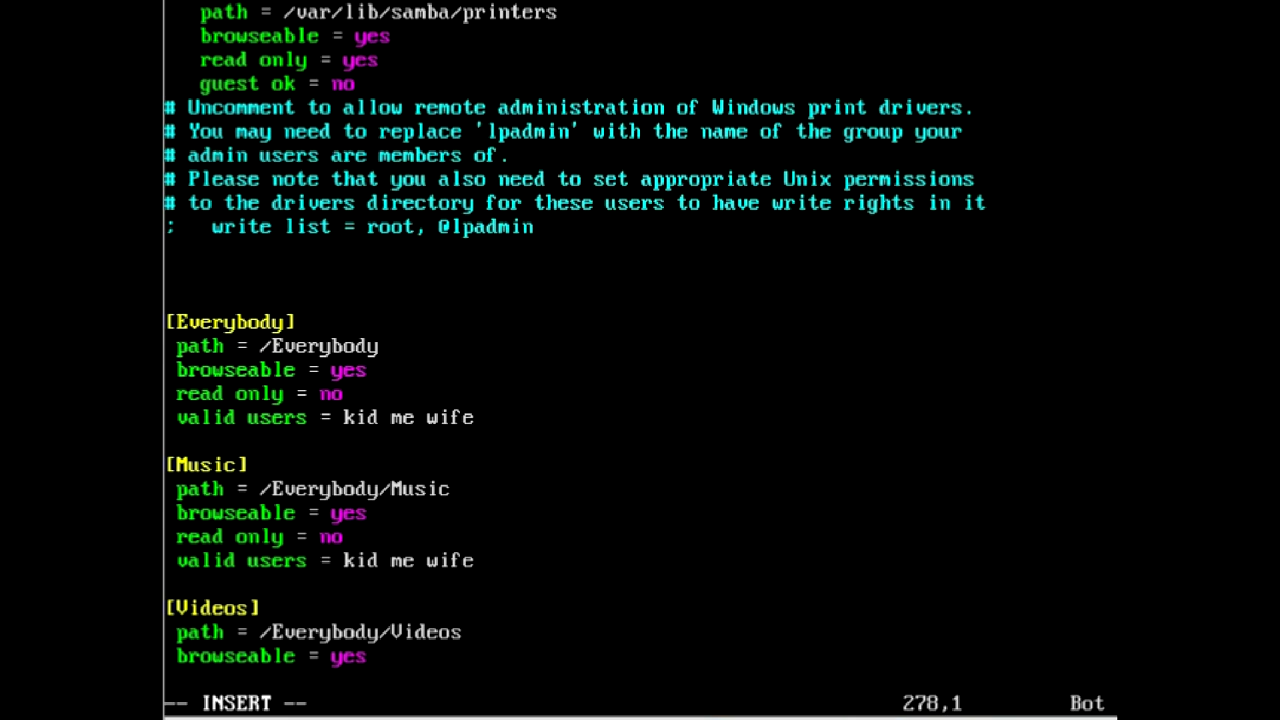 path = /var/lib/samba/printers
browseable = yes
read only = yes
guest ok = no
# Uncomment to allow remote administration of Windows print drivers.
# You may need to replace 'lpadmin' with the name of the group your
# admin users are members of.
# Please note that you also need to set appropriate Unix permissions
# to the drivers directory for these users to have write rights in it
;   write list = root, @lpadmin
[Everybody]
path = /Everybody
browseable = yes
read only = no
valid users = kid me wife
[Music]
path = /Everybody/Music
browseable = yes
read only = no
valid users = kid me wife
[Videos]
path = /Everybody/Videos
browseable = yes
-- INSERT -- 278,1 Bot